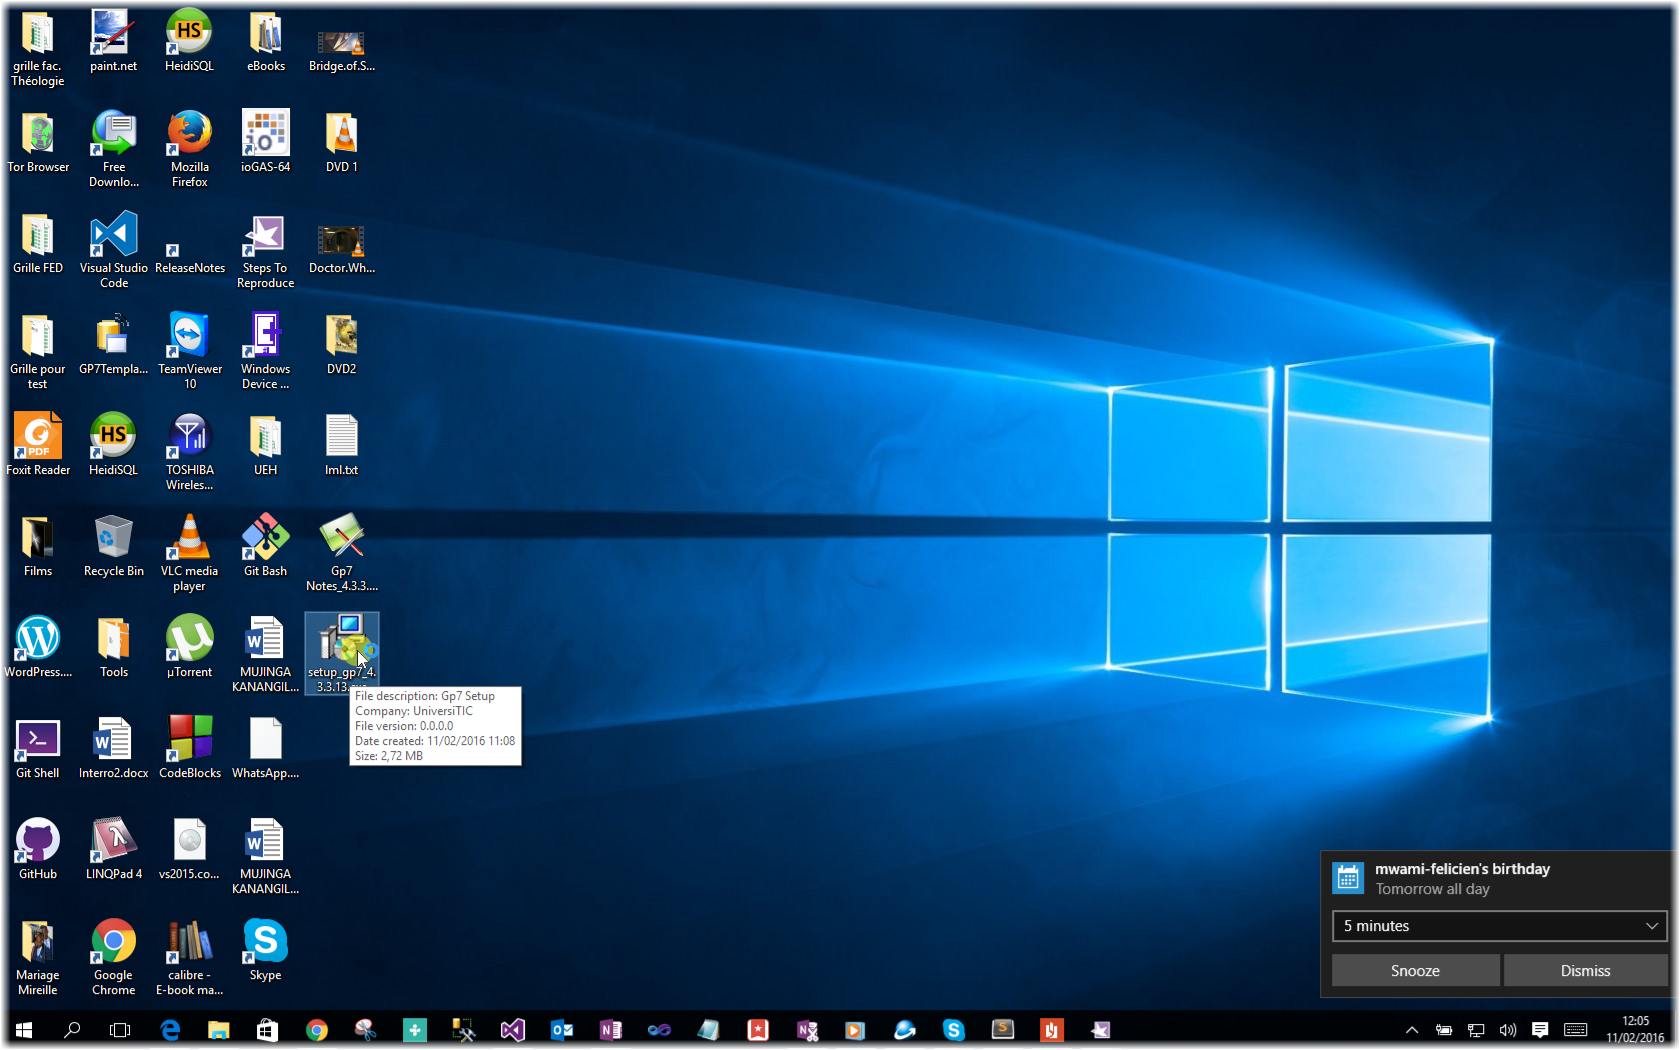 grille fac.
Théologie
paint.net
HeidiSQL
eBooks
Bridge.of.S...
Tor Browser
Free
Downlo...
Mozilla
Firefox
ioGAS-64
DVD 1
Grille FED
Visual Studio
Code
ReleaseNotes
Steps To
Reproduce
Doctor.Wh...
Grille pour
test
GP7Templa...
TeamViewer
10
Windows
Device ...
DVD2
Foxit Reader
HeidiSQL
TOSHIBA
Wireles...
UEH
lml.txt
Films
Recycle Bin
VLC media
player
Git Bash
Gp7
Notes_4.3.3....
WordPress....
Tools
µTorrent
MUJINGA
KANANGIL...
setup_gp7_4.
3.3.13.exe
File description: Gp7 Setup
Company: UniversiTIC
File version: 0.0.0.0
Date created: 11/02/2016 11:08
Size: 2,72 MB
Git Shell
Interro2.docx
CodeBlocks
WhatsApp....
GitHub
LINQPad 4
vs2015.co...
MUJINGA
KANANGIL...
Mariage
Mireille
Google
Chrome
calibre -
E-book ma...
Skype
mwami-felicien's birthday
Tomorrow all day
5 minutes
Snooze
Dismiss
12:05
11/02/2016